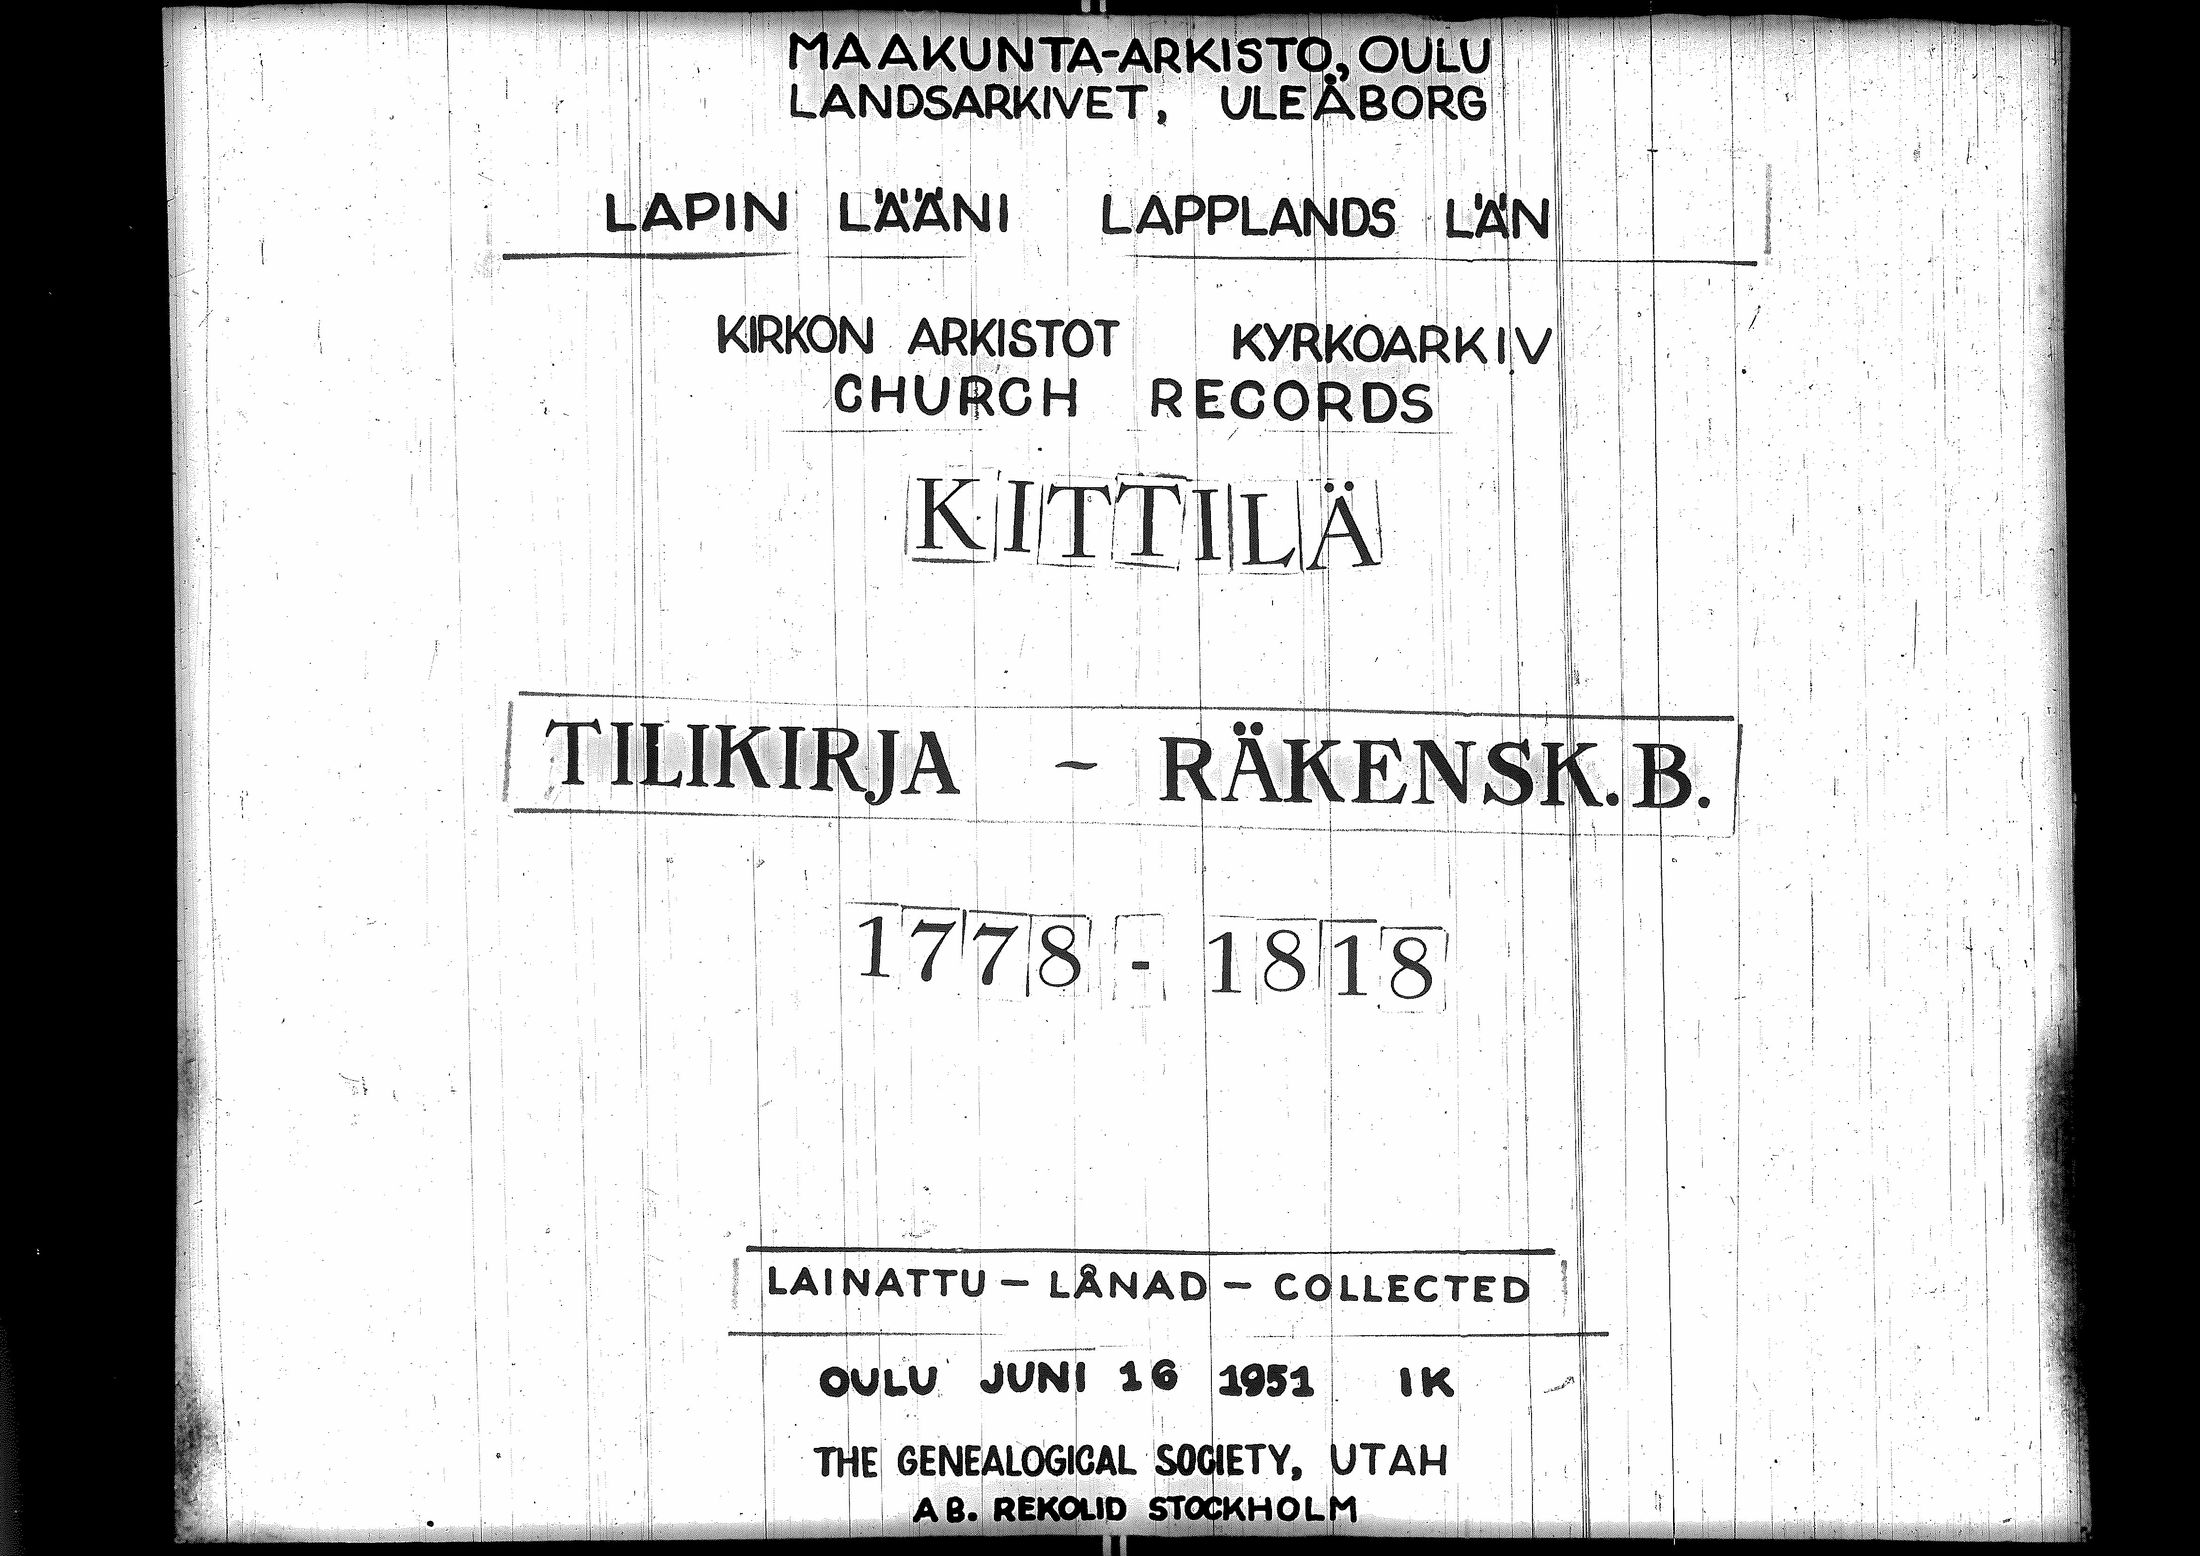 MAAKUNTA-ARKISTO, OULU
LANDSARKIVET, ULEÅBORG
LAPIN LÄÄNI LAPPLANDS LÄN
KIRKON ARKISTOT KYRKOARKIV
CHURCH RECORDS
KITTILÄ
TILIKIRJA - RÄKENSK.B.
1778 - 1818
LAINATTU - LÅNAD - COLLECTED
OULU JUNI 16 1951 IK
THE GENEALOGICAL SOCIETY, UTAH
AB. REKOLID STOCKHOLM